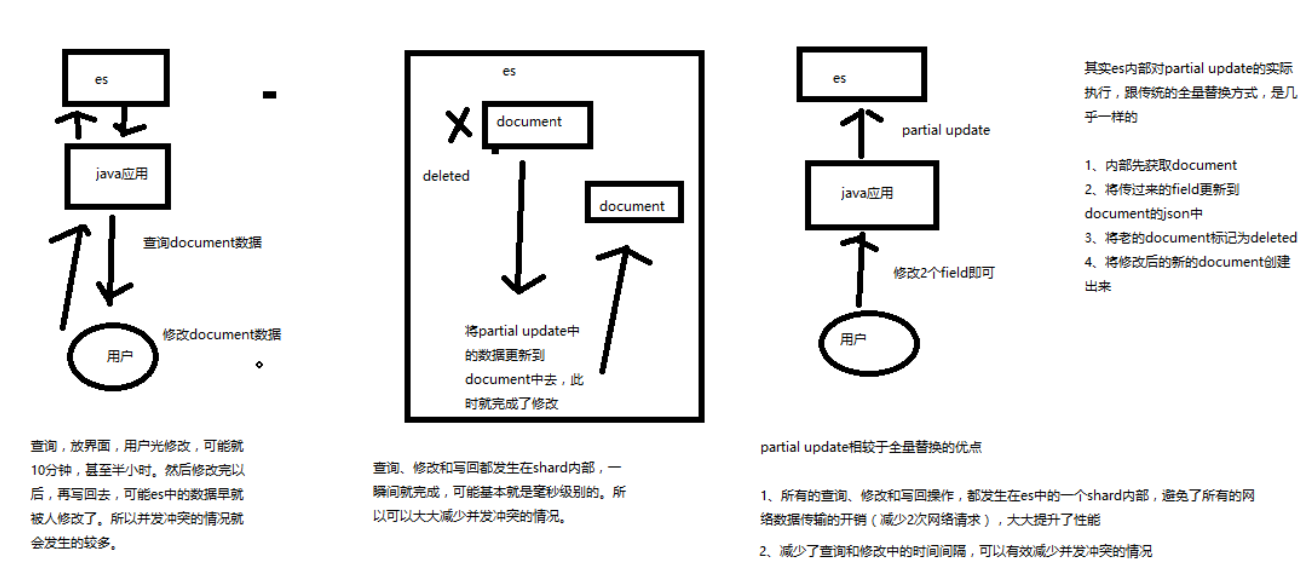 es
java应用
查询document数据
修改document数据
用户
查询，放界面，用户光修改，可能就
10分钟，甚至半小时。然后修改完以
后，再写回去，可能es中的数据早就
被人修改了。所以并发冲突的情况就
会发生的较多。
es
document
deleted
document
将partial update中
的数据更新到
document中去，此
时就完成了修改
查询、修改和写回都发生在shard内部，一
瞬间就完成，可能基本就是毫秒级别的。所
以可以大大减少并发冲突的情况。
es
partial update
java应用
修改2个field即可
用户
其实es内部对partial update的实际
执行，跟传统的全量替换方式，是几
乎一样的
1、内部先获取document
2、将传过来的field更新到
document的json中
3、将老的document标记为deleted
4、将修改后的新的document创建
出来
partial update相较于全量替换的优点
1、所有的查询、修改和写回操作，都发生在es中的一个shard内部，避免了所有的网
络数据传输的开销（减少2次网络请求），大大提升了性能
2、减少了查询和修改中的时间间隔，可以有效减少并发冲突的情况